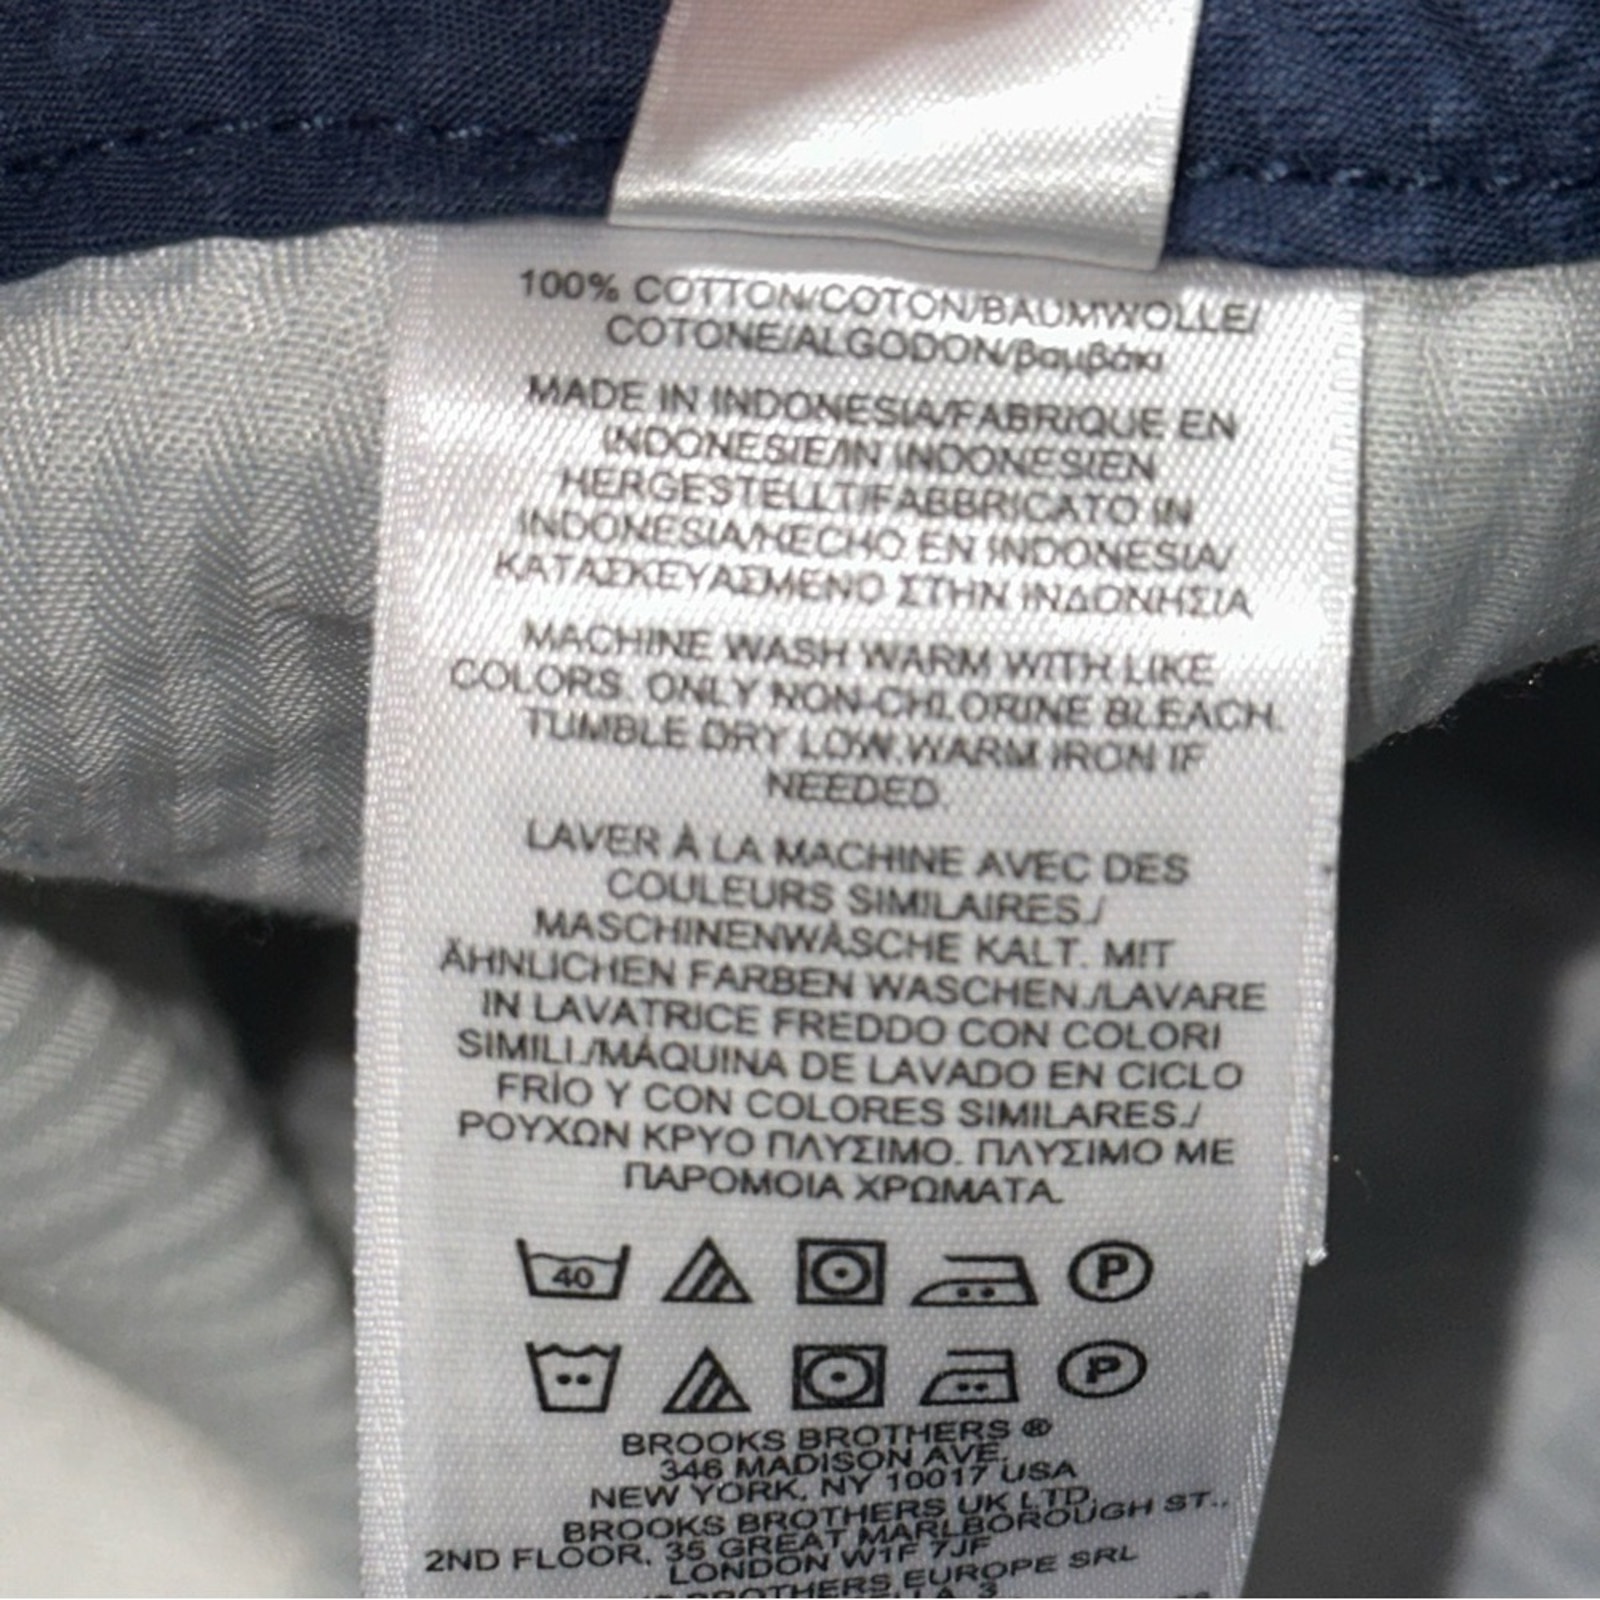 100% COTTON/COTON/BAUMWOLLE/
COTONE/ALGODON/βαμβάκι
MADE IN INDONESIA/FABRIQUE EN
INDONESIE/IN INDONESIEN
HERGESTELLT/FABBRICATO IN
INDONESIA/HECHO EN INDONESIA/
ΚΑΤΑΣΚΕΥΑΣΜΕΝΟ ΣΤΗΝ ΙΝΔΟΝΗΣΙΑ
MACHINE WASH WARM WITH LIKE
COLORS. ONLY NON-CHLORINE BLEACH.
TUMBLE DRY LOW.WARM IRON IF
NEEDED.
LAVER À LA MACHINE AVEC DES
COULEURS SIMILAIRES./
MASCHINENWÄSCHE KALT. MIT
ÄHNLICHEN FARBEN WASCHEN./LAVARE
IN LAVATRICE FREDDO CON COLORI
SIMILI./MÁQUINA DE LAVADO EN CICLO
FRÍO Y CON COLORES SIMILARES./
ΡΟΥΧΩΝ ΚΡΥΟ ΠΛΥΣΙΜΟ. ΠΛΥΣΙΜΟ ΜΕ
ΠΑΡΟΜΟΙΑ ΧΡΩΜΑΤΑ.
40 P
P
BROOKS BROTHERS ®
346 MADISON AVE.
NEW YORK, NY 10017 USA
BROOKS BROTHERS UK LTD.
2ND FLOOR, 35 GREAT MARLBOROUGH ST.,
LONDON W1F 7JF
BROTHERS EUROPE SRL